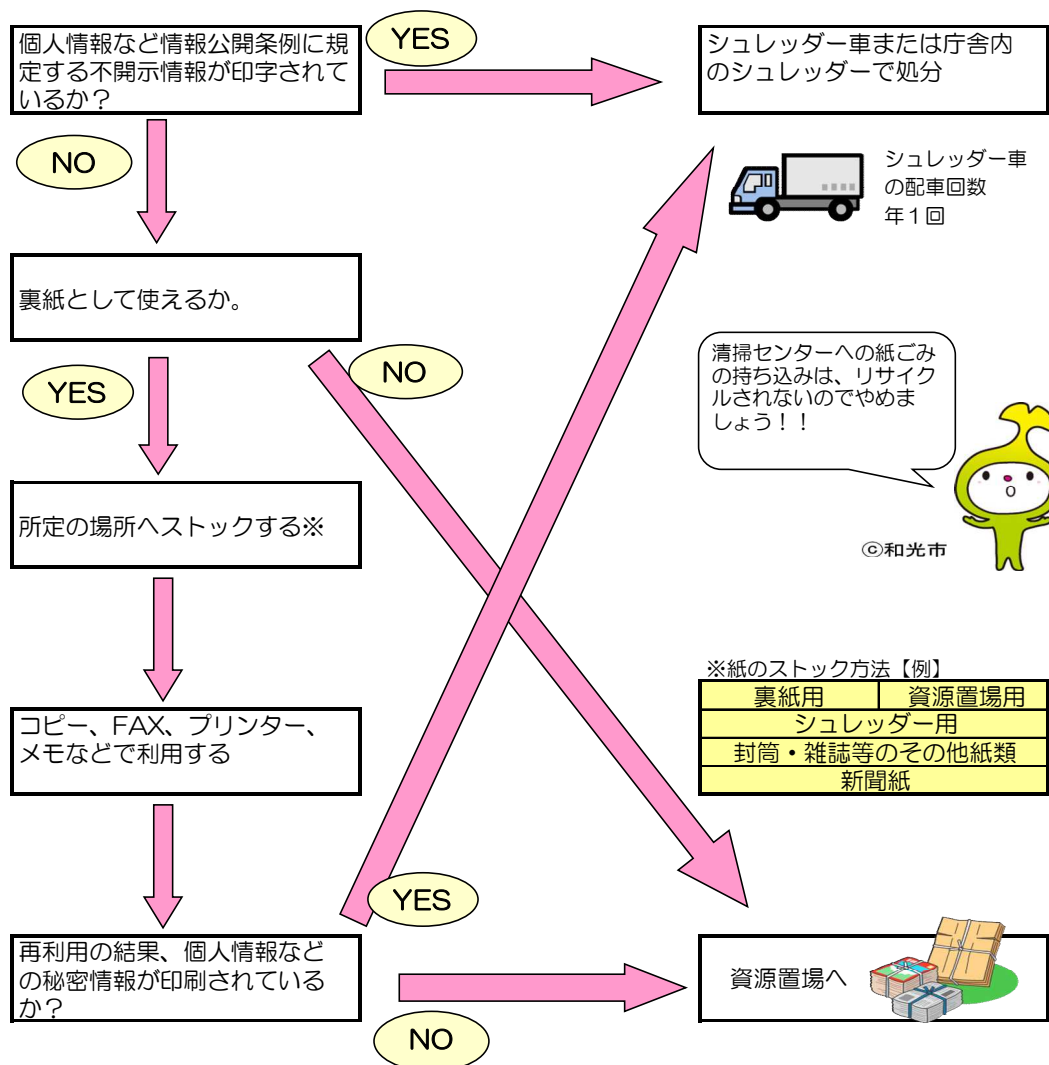 個人情報など情報公開条例に規
定する不開示情報が印字されて
いるか？
YES
シュレッダー車または庁舎内
のシュレッダーで処分
NO
シュレッダー車
の配車回数
年１回
裏紙として使えるか。
YES
NO
清掃センターへの紙ごみ
の持ち込みは、リサイク
ルされないのでやめま
しょう！！
所定の場所へストックする※
©和光市
コピー、FAX、プリンター、
メモなどで利用する
※紙のストック方法【例】
裏紙用 資源置場用
シュレッダー用
封筒・雑誌等のその他紙類
新聞紙
YES
再利用の結果、個人情報など
の秘密情報が印刷されている
か？
NO
資源置場へ